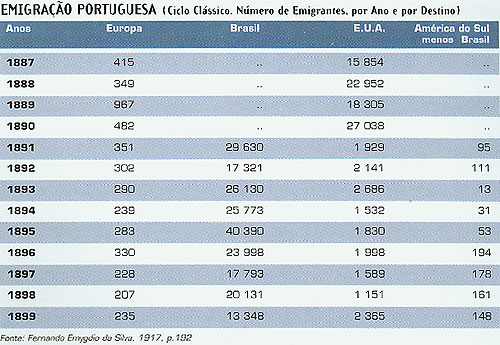 EMIGRAÇÃO PORTUGUESA (Ciclo Clássico. Número de Emigrantes, por Ano e por Destino)
Anos Europa Brasil E.U.A. América do Sul menos Brasil
1887 415 .. 15 854 ..
1888 349 .. 22 952 ..
1889 967 .. 18 305 ..
1890 482 .. 27 038 ..
1891 351 29 630 1 929 95
1892 302 17 321 2 141 111
1893 290 26 130 2 686 13
1894 239 25 773 1 532 31
1895 283 40 390 1 830 53
1896 330 23 998 1 998 194
1897 228 17 793 1 589 178
1898 207 20 131 1 151 161
1899 235 13 348 2 365 148
Fonte: Fernando Emygdio da Silva, 1917, p.192